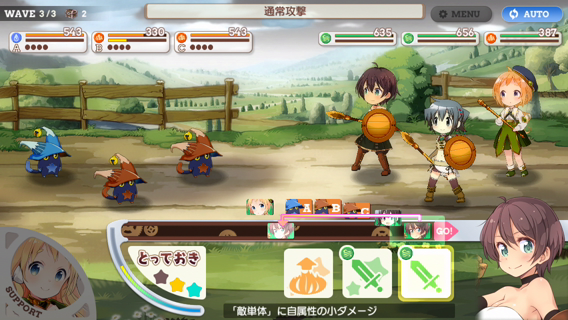 WAVE 3/3
2
通常攻撃
MENU
AUTO
543
330
543
635
656
387
A
B
C
A
B
GO!
とっておき
SUPPORT
「敵単体」に自属性の小ダメージ